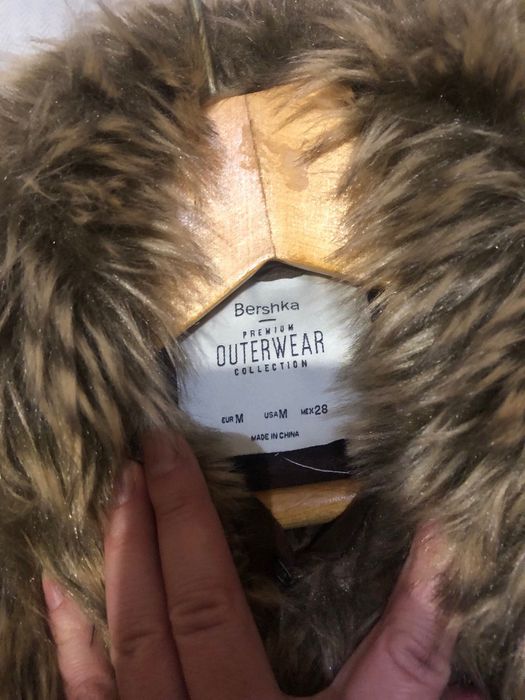 Bershka
PREMIUM
OUTERWEAR
COLLECTION
EUR M USA M MEX 28
MADE IN CHINA